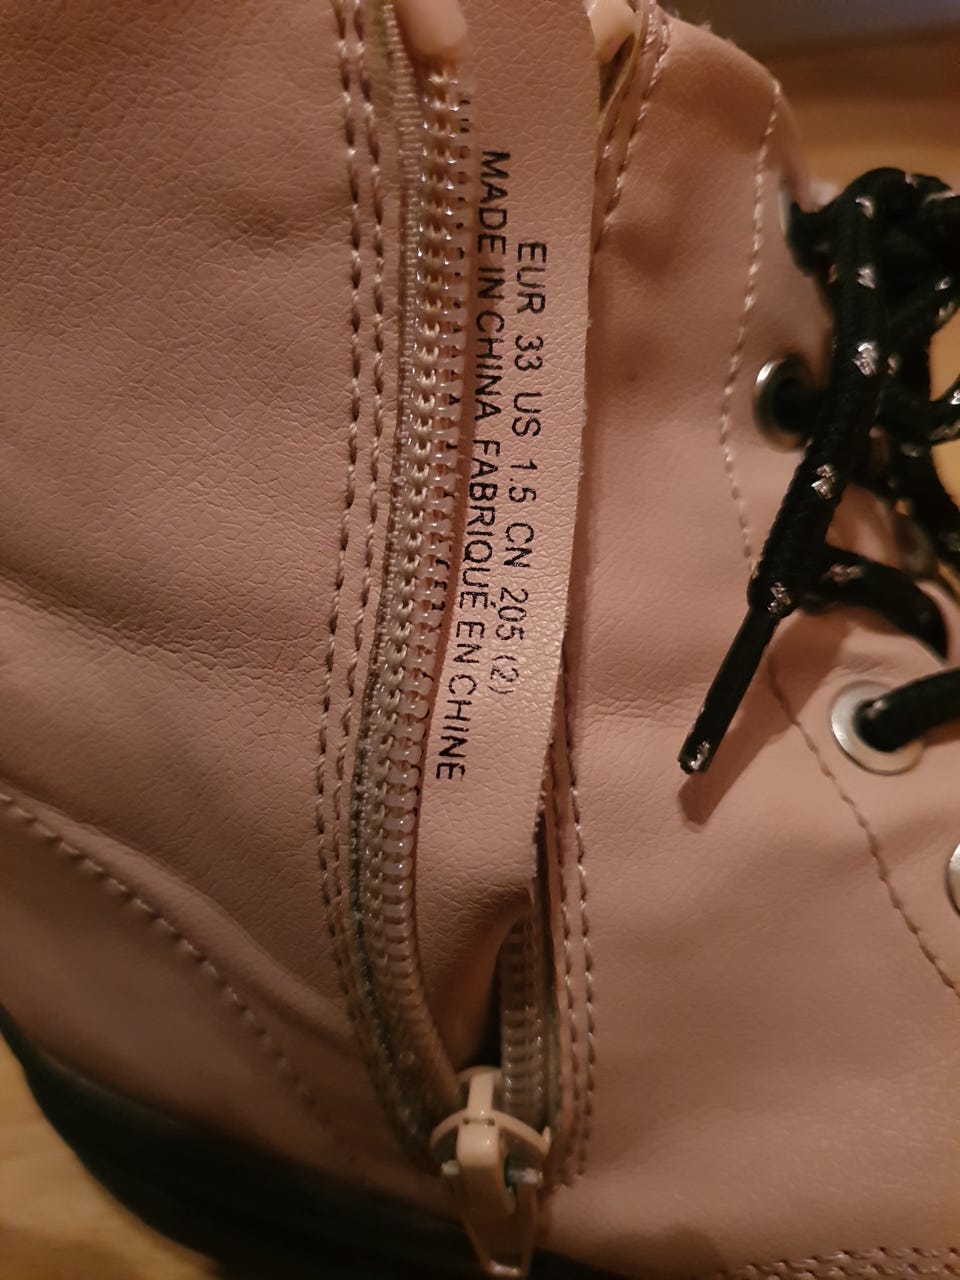 EUR 33 US 1.5 CN 205 (2)
MADE IN CHINA FABRIQUÉ EN CHINE